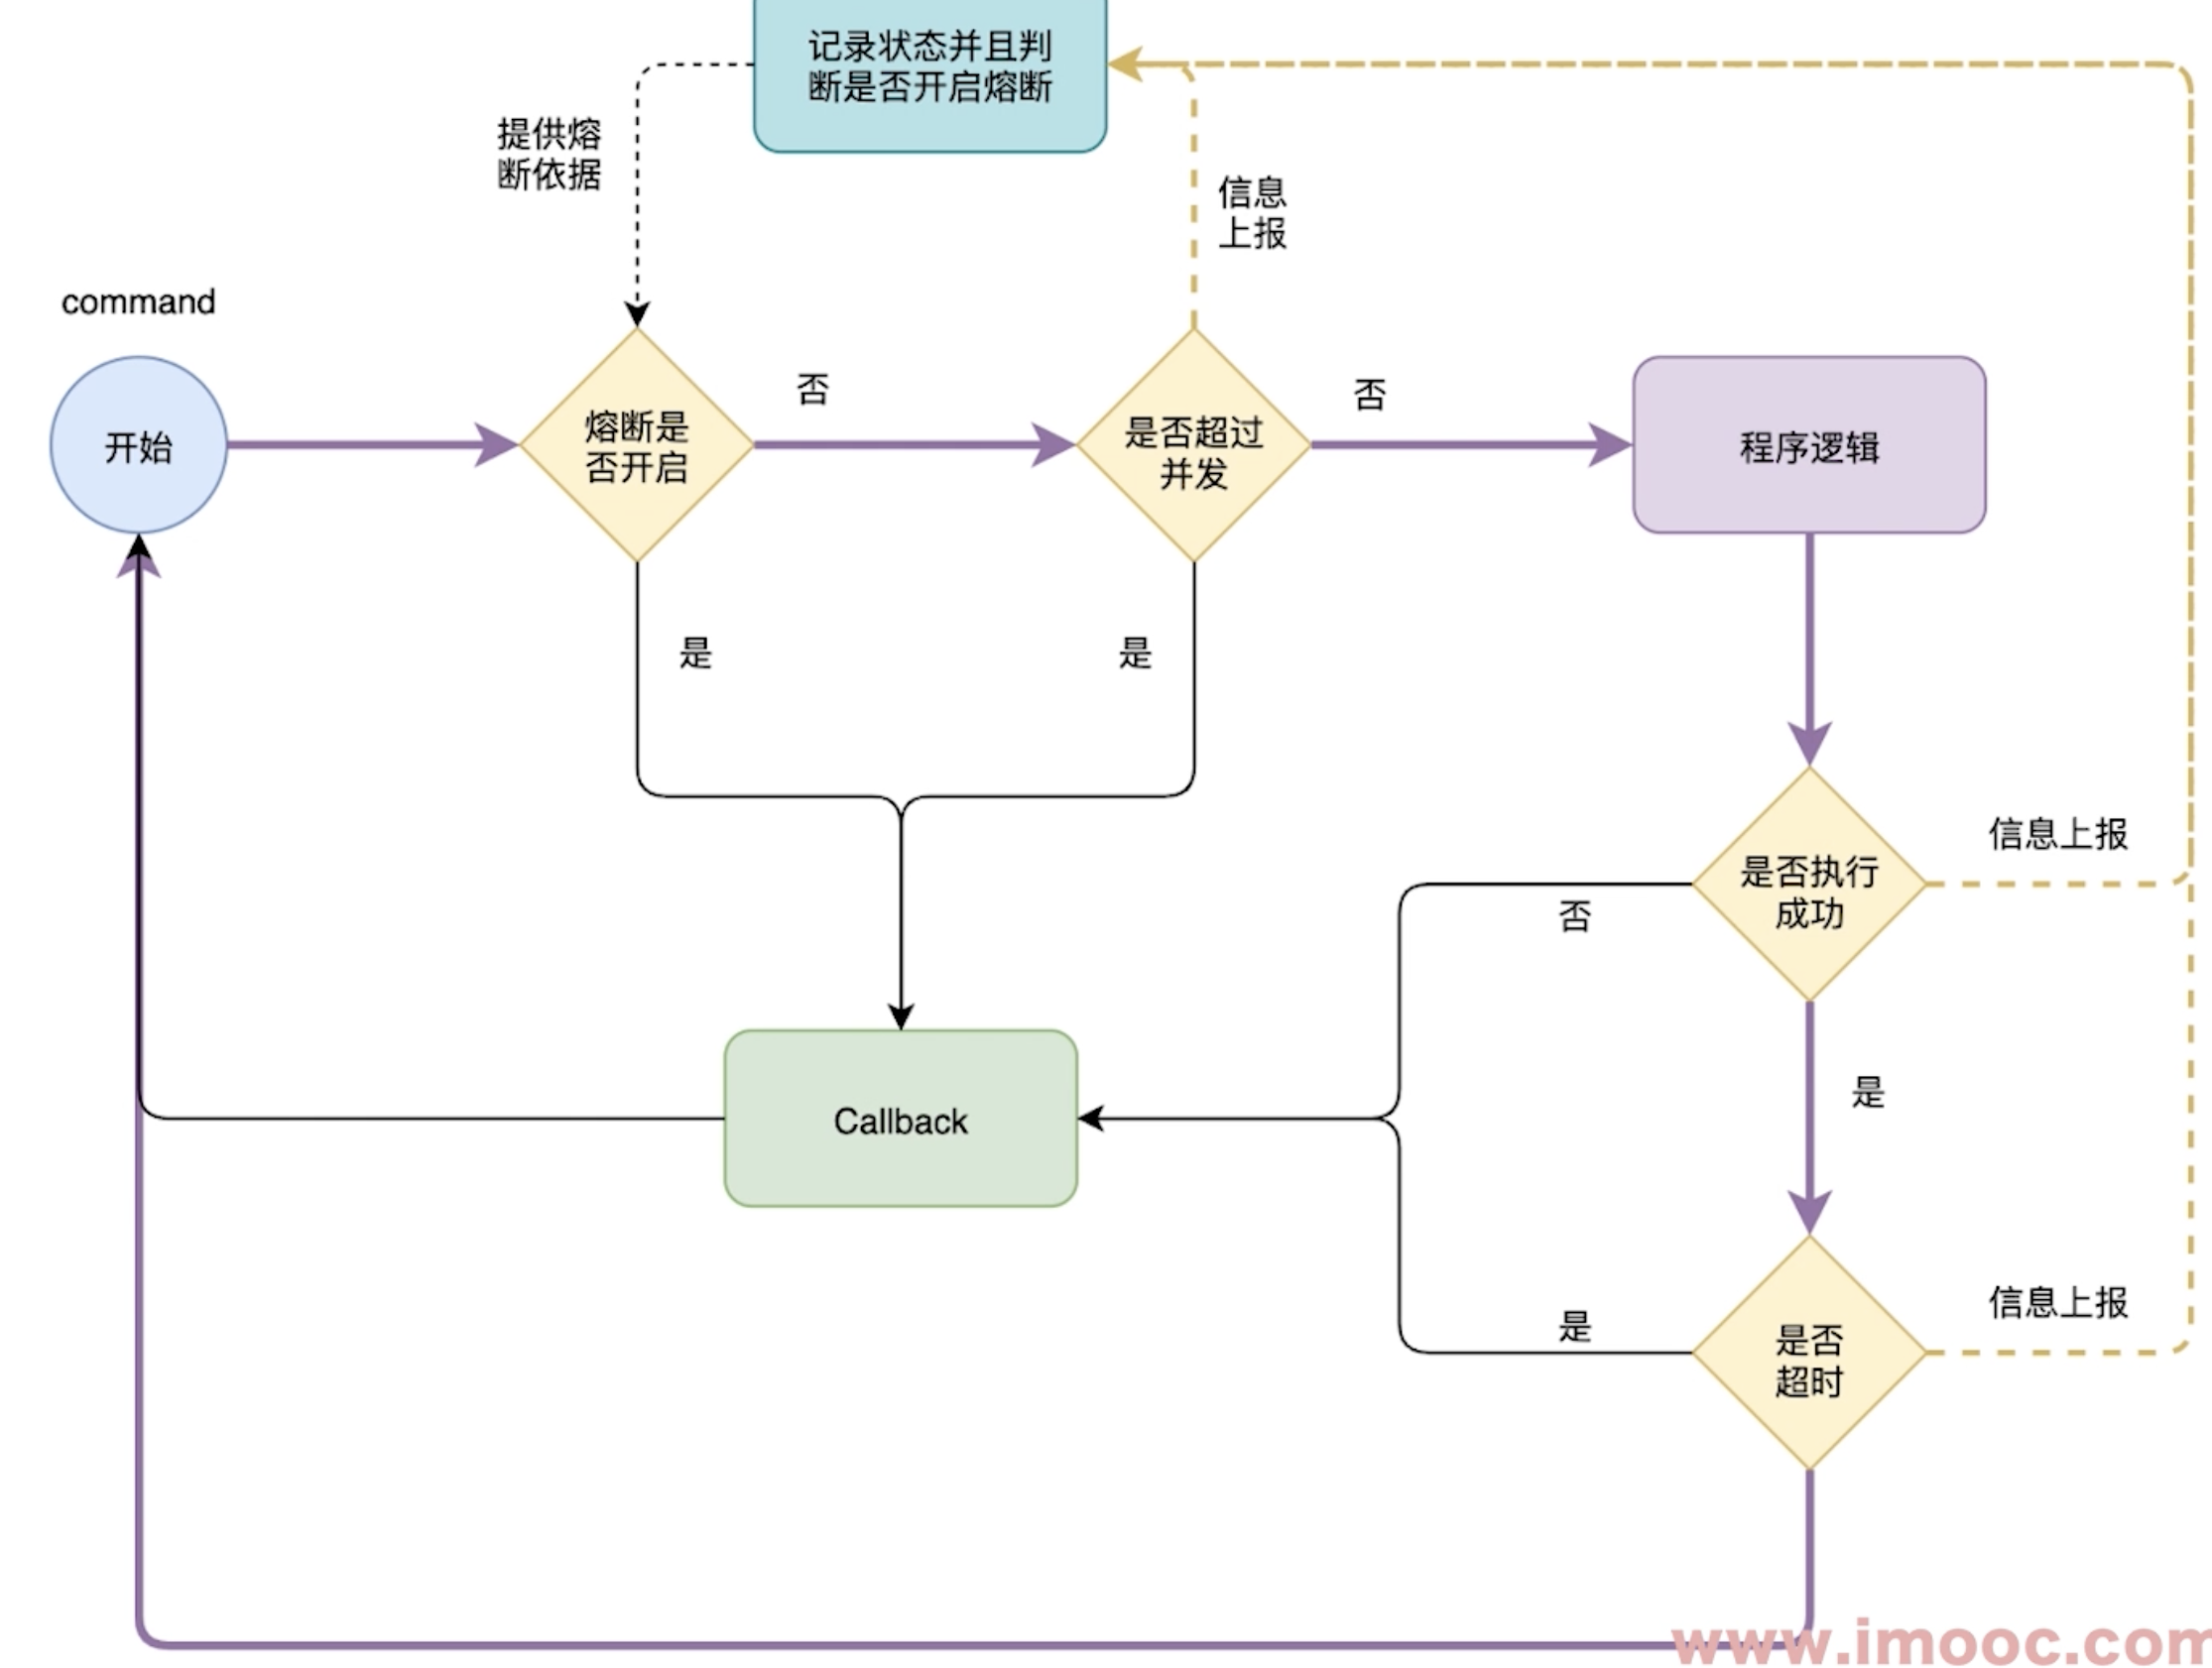 记录状态并且判
断是否开启熔断
提供熔
断依据
信息
上报
command
开始
熔断是
否开启
否
是否超过
并发
否
程序逻辑
是
是
信息上报
是否执行
成功
否
是
Callback
信息上报
是
是否
超时
www.imooc.com